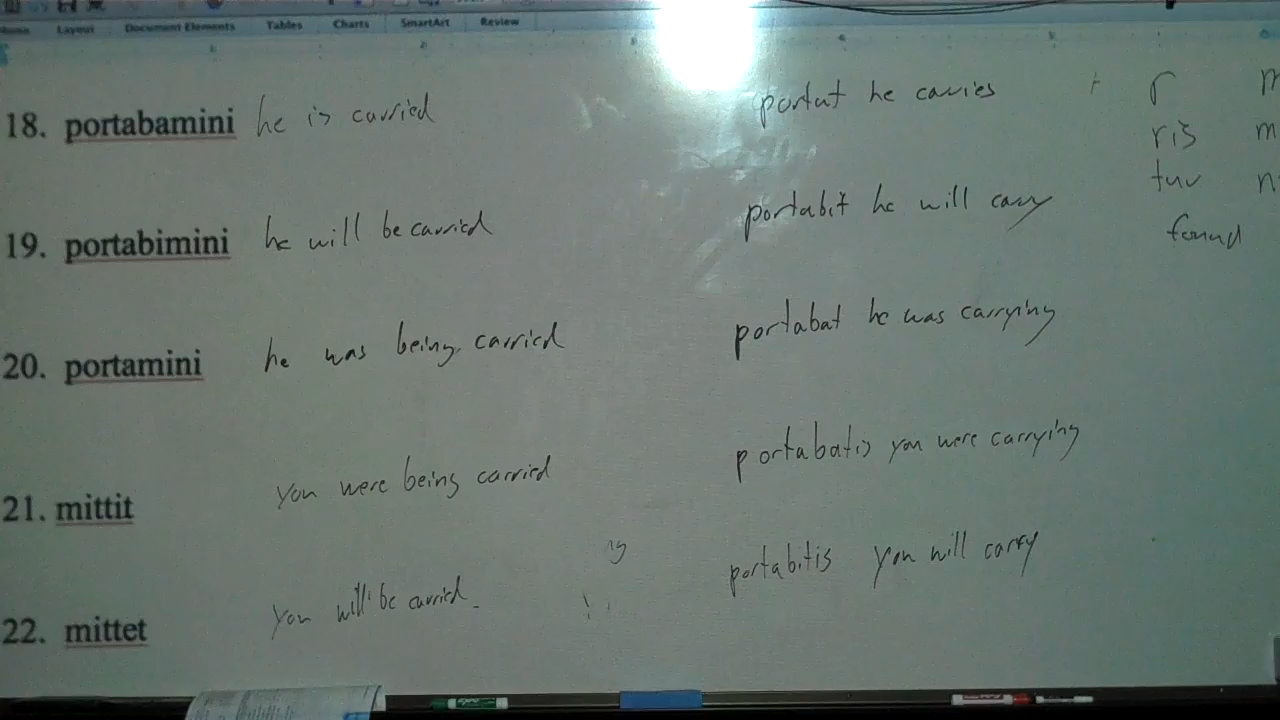 Layout Document Elements Tables Charts SmartArt Review
18. portabamini he is carried portat he carries r m
ris m
19. portabimini he will be carried portabit he will carry tur n
found
20. portamini he was being carried portabat he was carrying
21. mittit you were being carried portabatis you were carrying
22. mittet you will be carried. portabitis you will carry